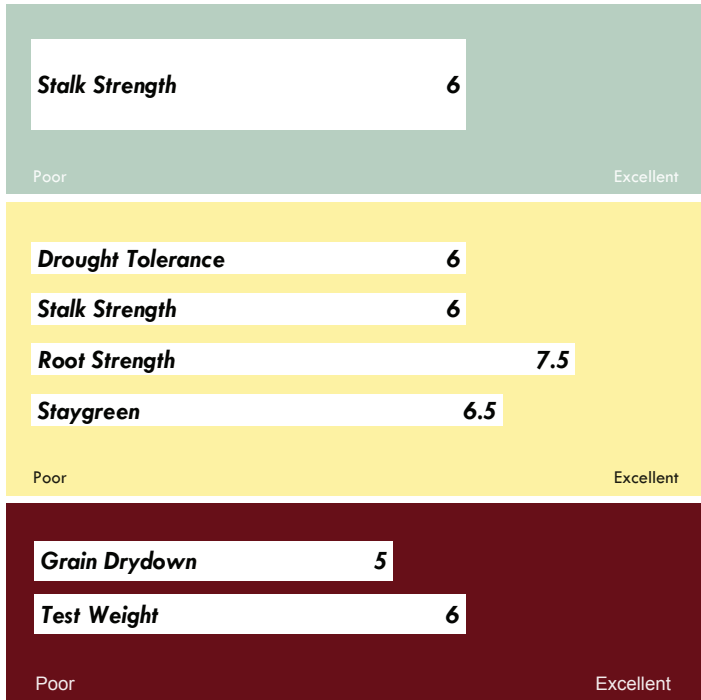 Stalk Strength 6
Poor Excellent
Drought Tolerance 6
Stalk Strength 6
Root Strength 7.5
Staygreen 6.5
Poor Excellent
Grain Drydown 5
Test Weight 6
Poor Excellent